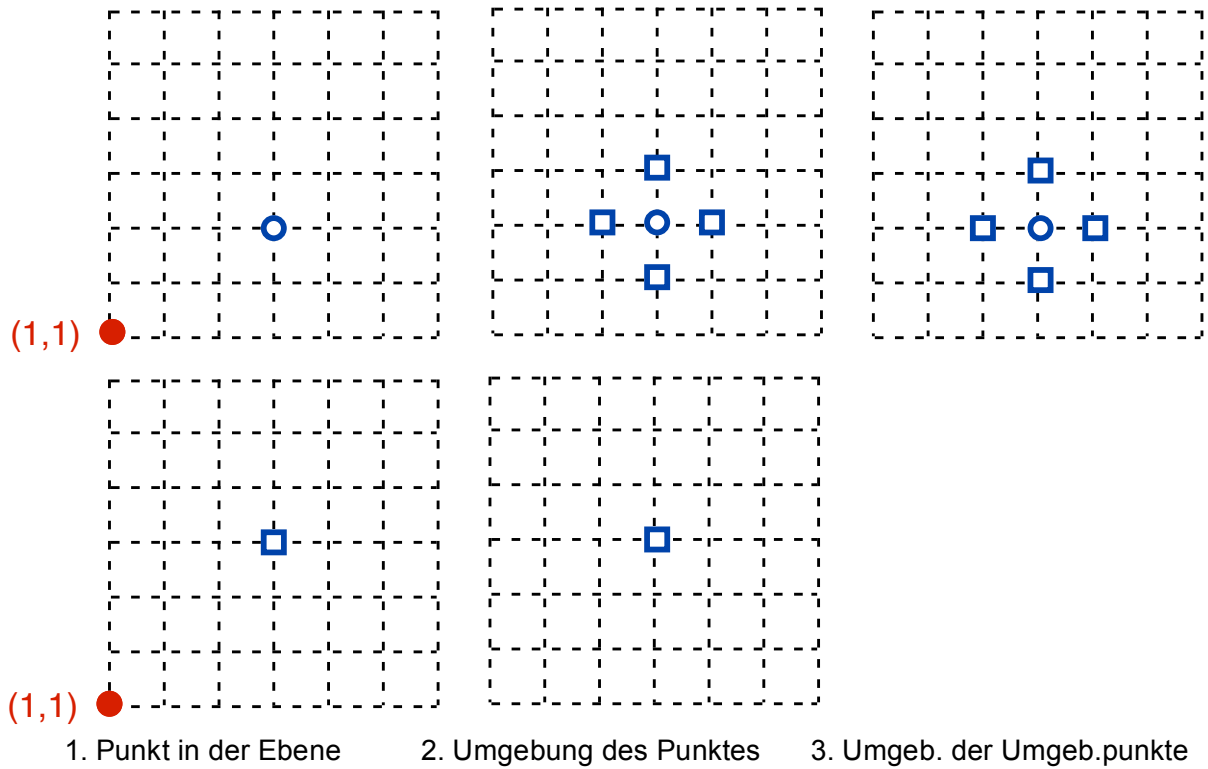 (1,1)
(1,1)
1. Punkt in der Ebene
2. Umgebung des Punktes
3. Umgeb. der Umgeb.punkte